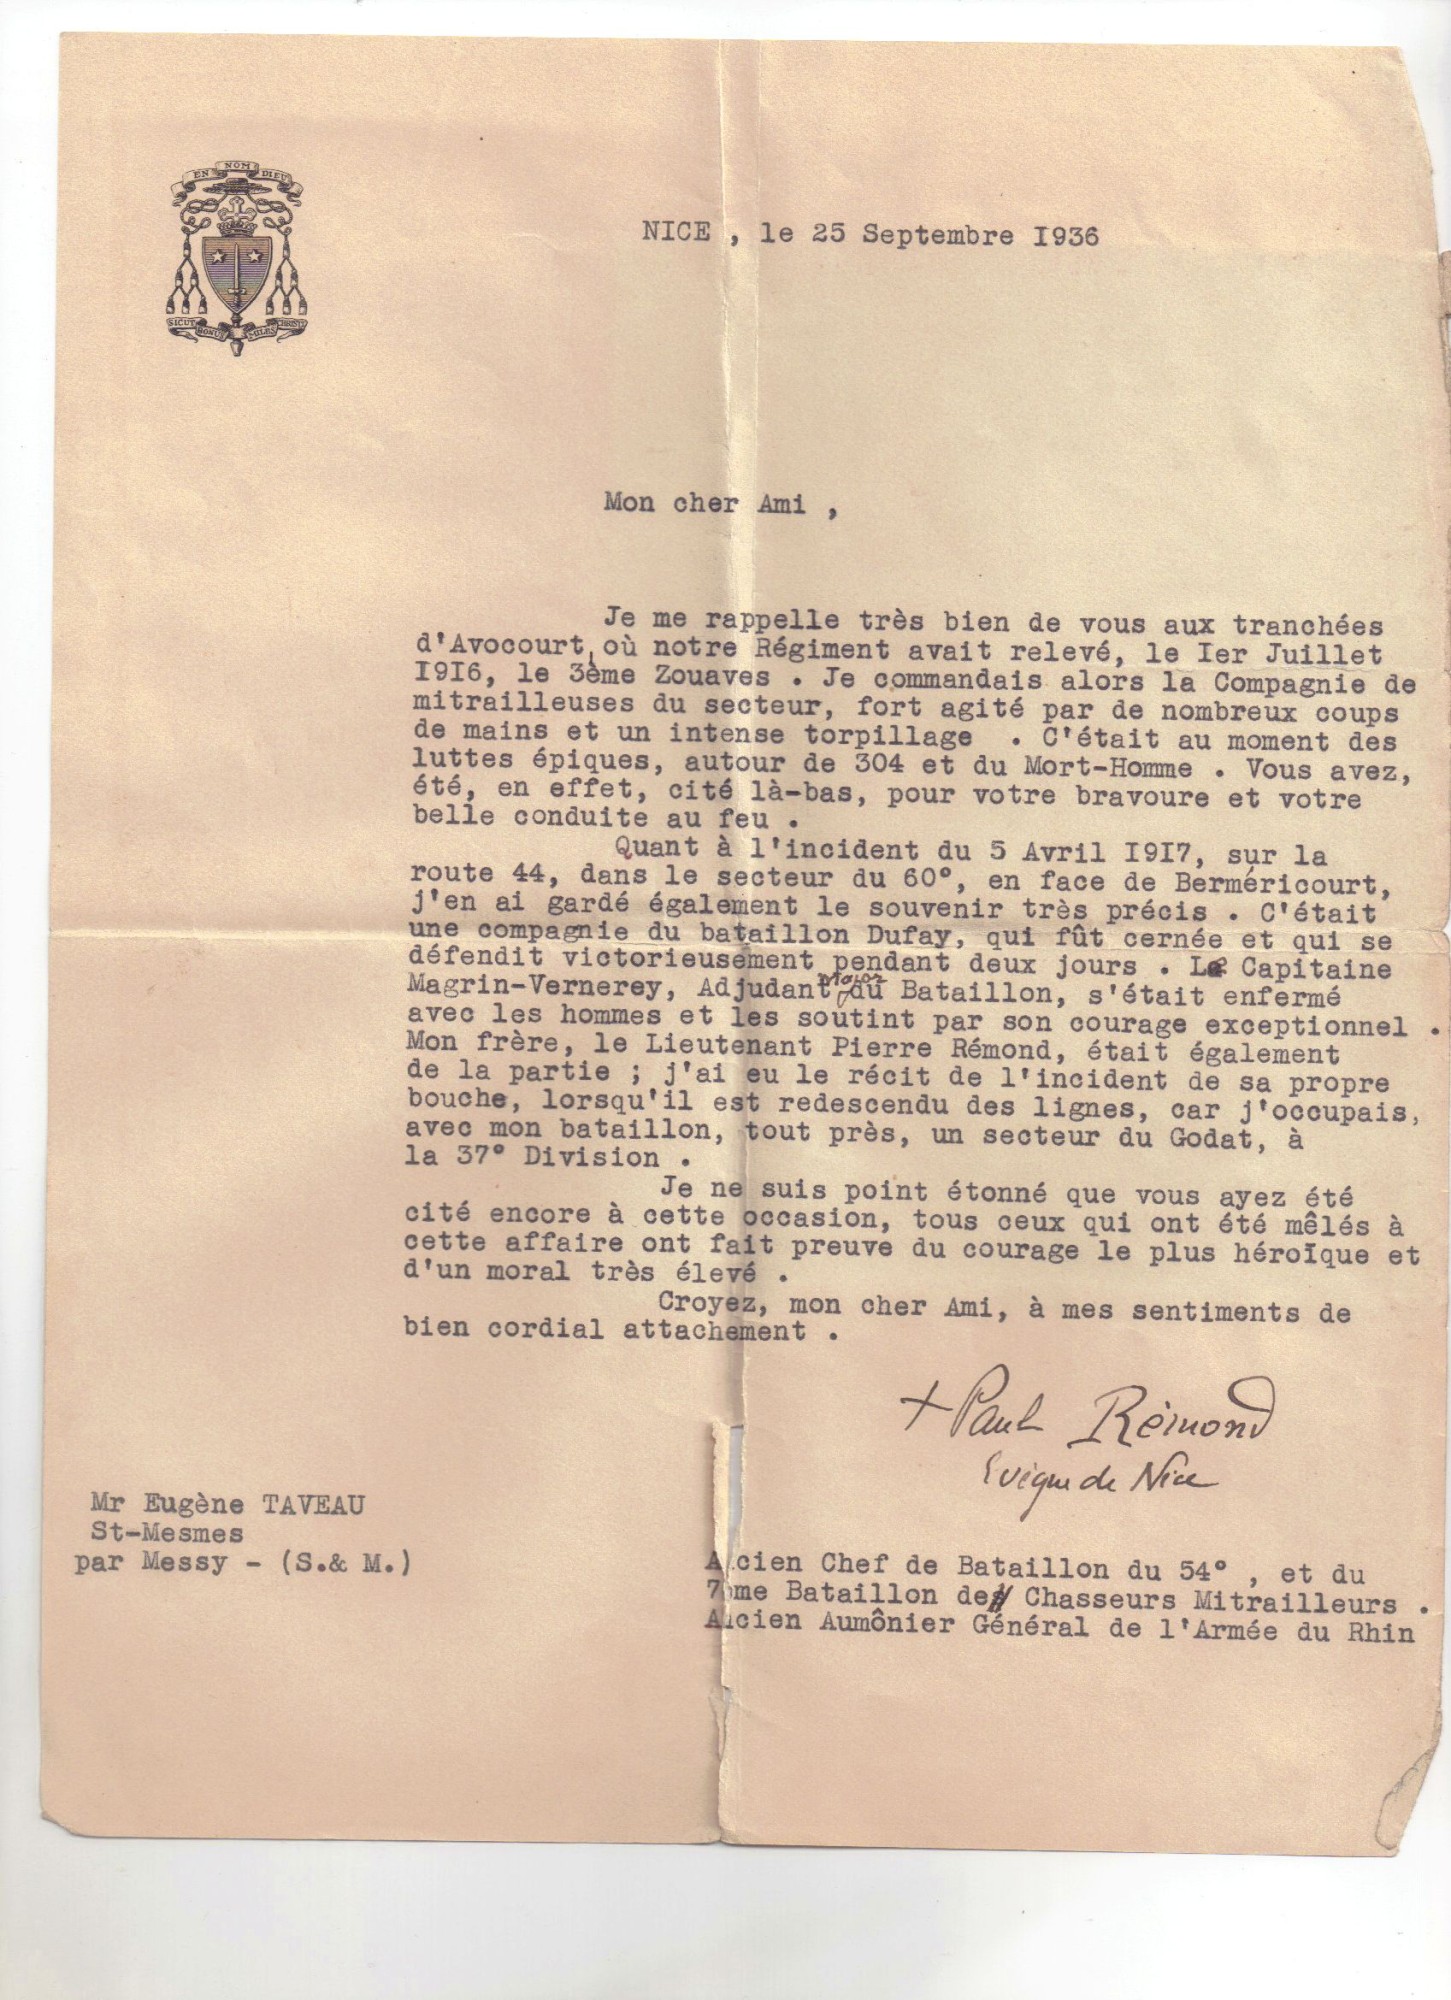 EN NOM DIEU
SICUT BONUS MILES CHRISTI
NICE , le 25 Septembre I936
Mon cher Ami ,
Je me rappelle très bien de vous aux tranchées
d'Avocourt, où notre Régiment avait relevé, le Ier Juillet
I9I6, le 3ème Zouaves . Je commandais alors la Compagnie de
mitrailleuses du secteur, fort agité par de nombreux coups
de mains et un intense torpillage . C'était au moment des
luttes épiques, autour de 304 et du Mort-Homme . Vous avez,
été, en effet, cité là-bas, pour votre bravoure et votre
belle conduite au feu .
Quant à l'incident du 5 Avril I9I7, sur la
route 44, dans le secteur du 60°, en face de Berméricourt,
j'en ai gardé également le souvenir très précis . C'était
une compagnie du bataillon Dufay, qui fût cernée et qui se
défendit victorieusement pendant deux jours . Le Capitaine
Magrin-Vernerey, Adjudant Major du Bataillon, s'était enfermé
avec les hommes et les soutint par son courage exceptionnel .
Mon frère, le Lieutenant Pierre Rémond, était également
de la partie ; j'ai eu le récit de l'incident de sa propre
bouche, lorsqu'il est redescendu des lignes, car j'occupais,
avec mon bataillon, tout près, un secteur du Godat, à
la 37° Division .
Je ne suis point étonné que vous ayez été
cité encore à cette occasion, tous ceux qui ont été mêlés à
cette affaire ont fait preuve du courage le plus héroïque et
d'un moral très élevé .
Croyez, mon cher Ami, à mes sentiments de
bien cordial attachement .
+ Paul Rémond
Evêque de Nice
Mr Eugène TAVEAU
St-Mesmes
par Messy - (S.& M.)
Ancien Chef de Bataillon du 54° , et du
7ème Bataillon de Chasseurs Mitrailleurs .
Ancien Aumônier Général de l'Armée du Rhin